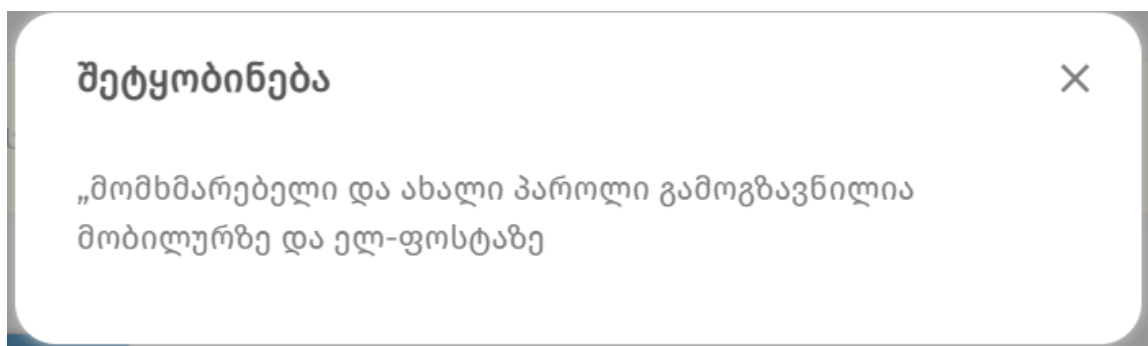 შეტყობინება
„მომხმარებელი და ახალი პაროლი გამოგზავნილია
მობილურზე და ელ-ფოსტაზე